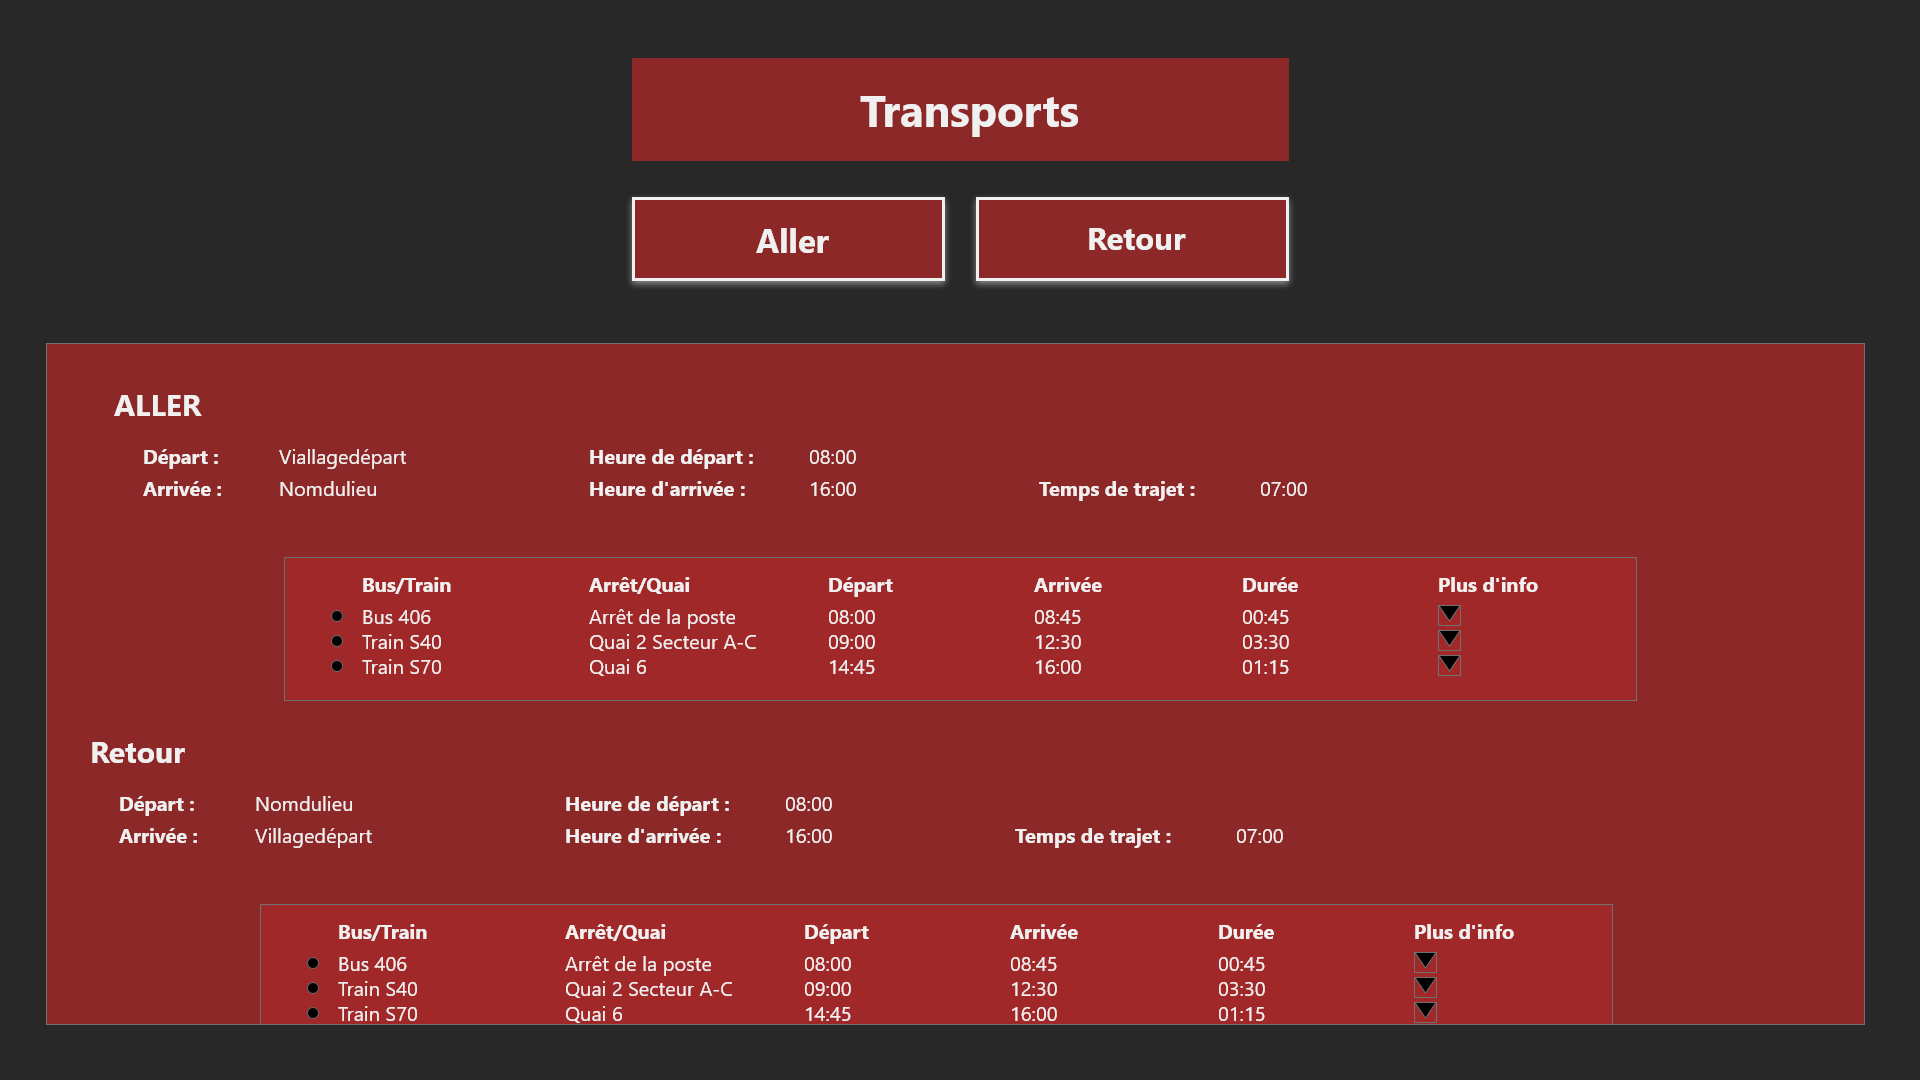 Transports
Aller Retour
ALLER
Départ : Viallagedépart Heure de départ : 08:00
Arrivée : Nomdulieu Heure d'arrivée : 16:00 Temps de trajet : 07:00
Bus/Train Arrêt/Quai Départ Arrivée Durée Plus d'info
Bus 406 Arrêt de la poste 08:00 08:45 00:45
Train S40 Quai 2 Secteur A-C 09:00 12:30 03:30
Train S70 Quai 6 14:45 16:00 01:15
Retour
Départ : Nomdulieu Heure de départ : 08:00
Arrivée : Villagedépart Heure d'arrivée : 16:00 Temps de trajet : 07:00
Bus/Train Arrêt/Quai Départ Arrivée Durée Plus d'info
Bus 406 Arrêt de la poste 08:00 08:45 00:45
Train S40 Quai 2 Secteur A-C 09:00 12:30 03:30
Train S70 Quai 6 14:45 16:00 01:15